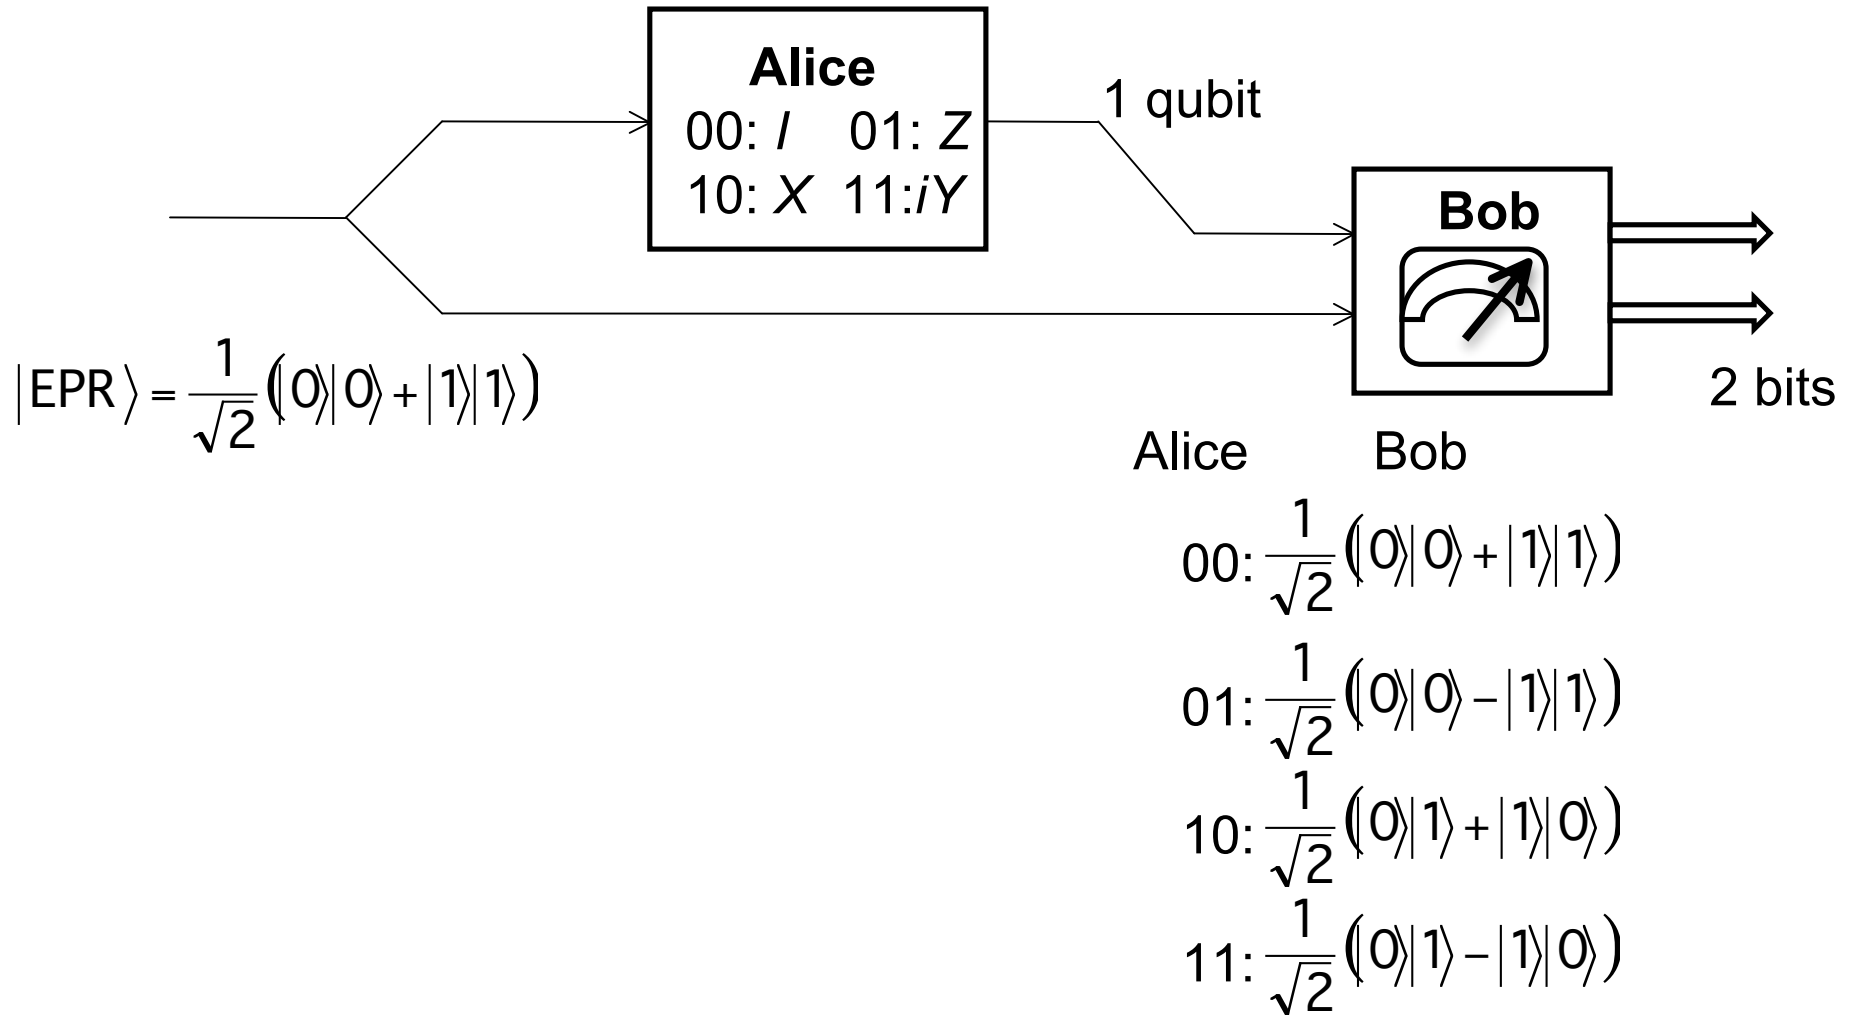 Alice
00: I 01: Z
10: X 11:iY
1 qubit
Bob
|EPR⟩ = 1/√2 (|0⟩|0⟩ + |1⟩|1⟩)
2 bits
Alice Bob
00: 1/√2 (|0⟩|0⟩ + |1⟩|1⟩)
01: 1/√2 (|0⟩|0⟩ − |1⟩|1⟩)
10: 1/√2 (|0⟩|1⟩ + |1⟩|0⟩)
11: 1/√2 (|0⟩|1⟩ − |1⟩|0⟩)